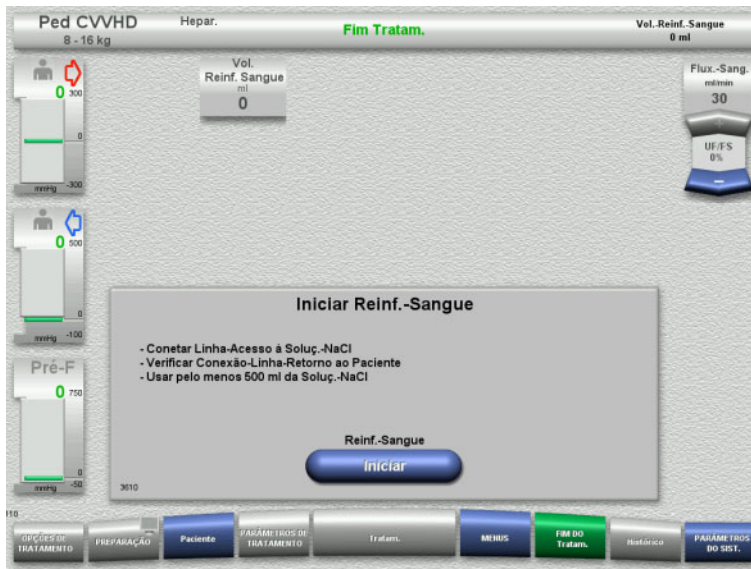 Ped CVVHD
8 - 16 kg
Hepar.
Fim Tratam.
Vol.-Reinf.-Sangue
0 ml
0
300
0
-300
mmHg
Vol.
Reinf. Sangue
ml
0
Flux.-Sang.
ml/min
30
+
UF/FS
0%
-
0
500
0
-100
mmHg
Pré-F
0
750
0
-50
mmHg
Iniciar Reinf.-Sangue
- Conetar Linha-Acesso á Soluç.-NaCl
- Verificar Conexão-Linha-Retorno ao Paciente
- Usar pelo menos 500 ml da Soluç.-NaCl
Reinf.-Sangue
Iniciar
3610
OPÇÕES DE
TRATAMENTO
PREPARAÇÃO
Paciente
PARÂMETROS DE
TRATAMENTO
Tratam.
MENUS
FIM DO
Tratam.
Histórico
PARÂMETROS
DO SIST.